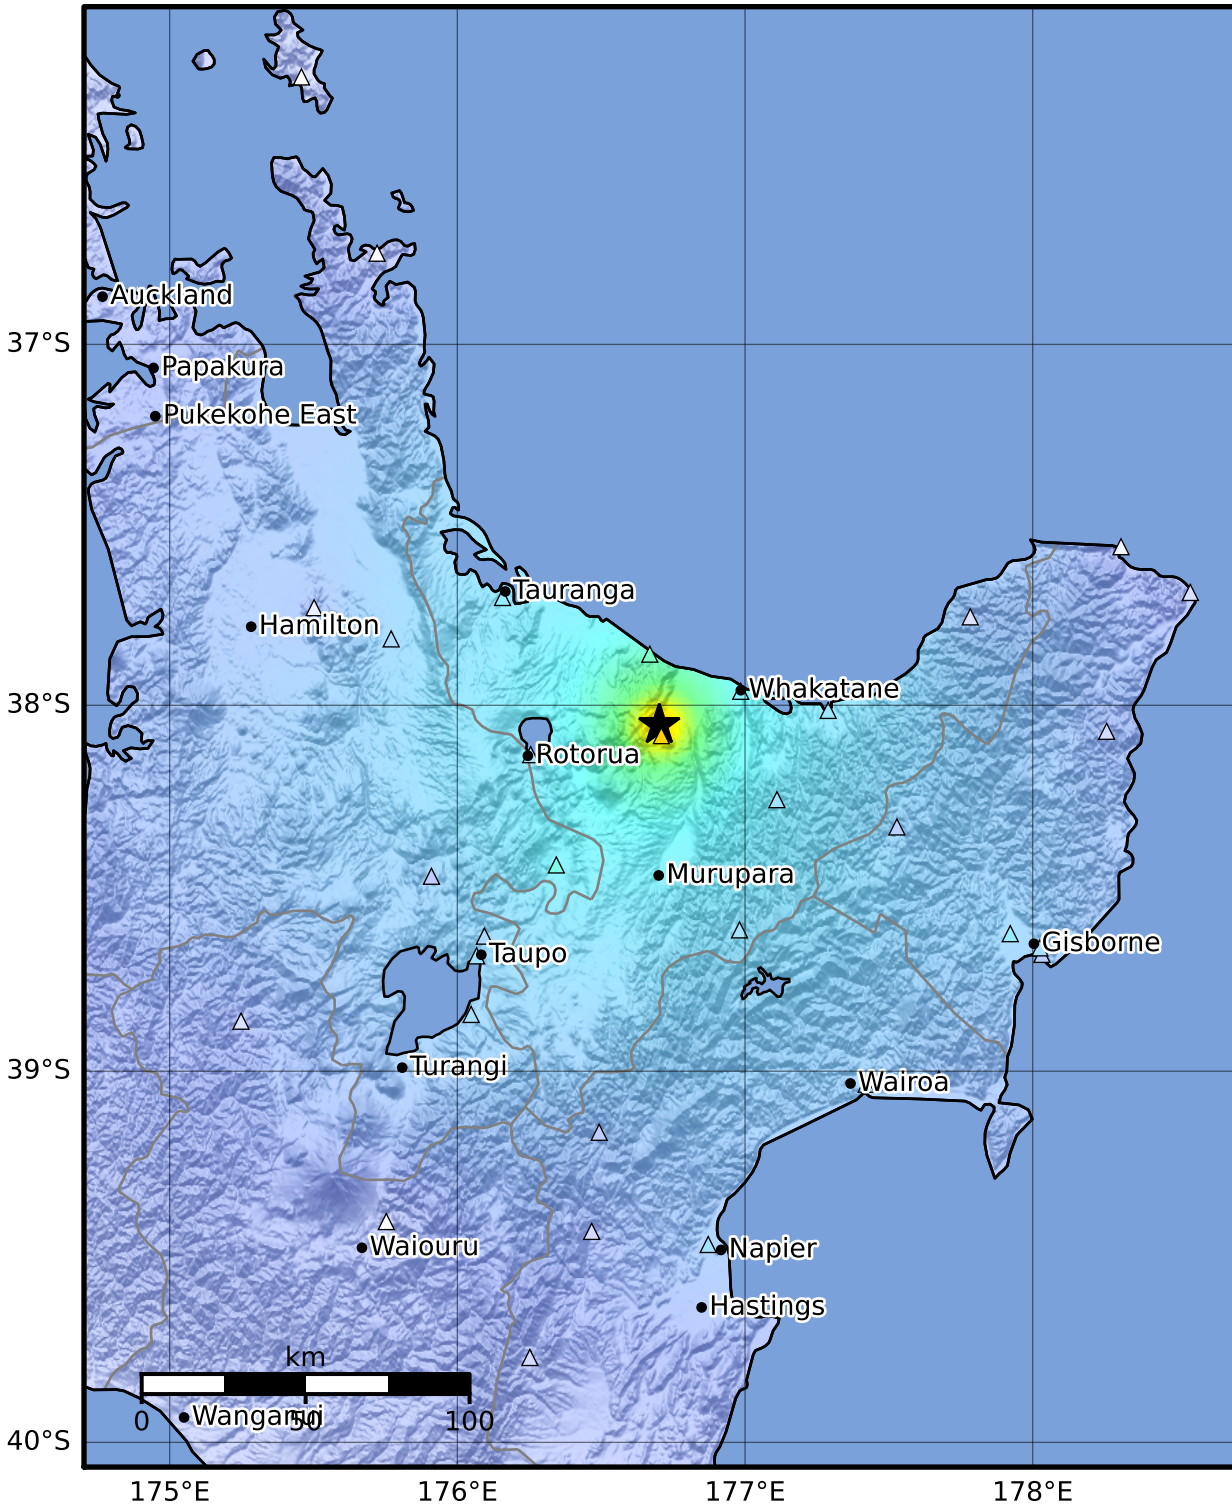 Auckland
37°S
Papakura
Pukekohe East
Tauranga
Hamilton
Whakatane
38°S
Rotorua
Murupara
Gisborne
Taupo
Turangi
39°S
Wairoa
Waiouru
Napier
Hastings
km
Wanganui
0 50 100
40°S
175°E 176°E 177°E 178°E